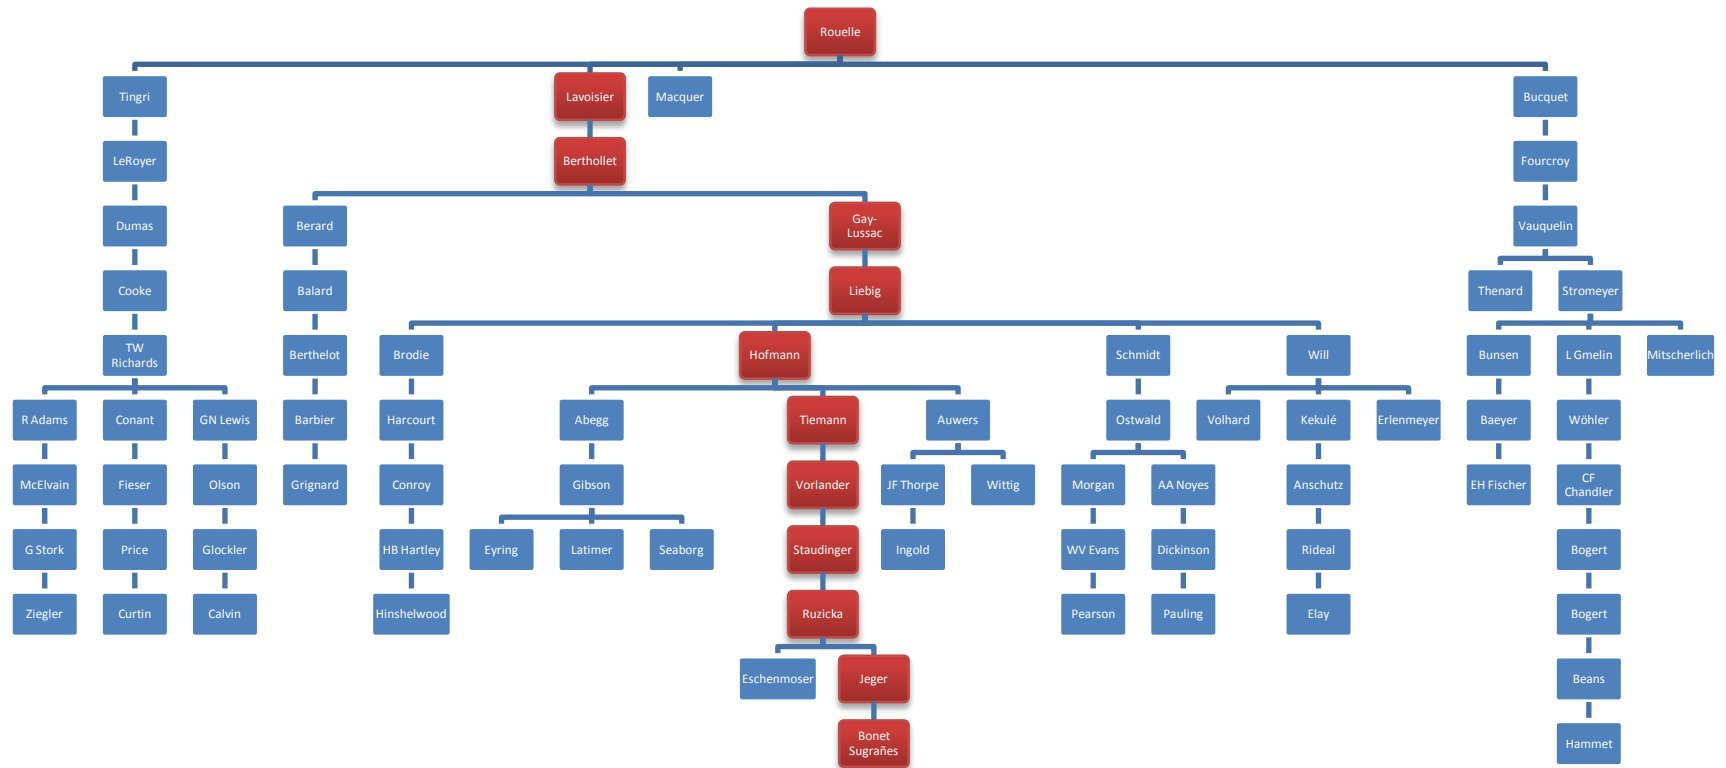 Rouelle
Tingri
Lavoisier
Macquer
Bucquet
LeRoyer
Berthollet
Fourcroy
Dumas
Berard
Gay-
Lussac
Vauquelin
Cooke
Balard
Liebig
Thenard
Stromeyer
TW
Richards
Berthelot
Brodie
Hofmann
Schmidt
Will
Bunsen
L Gmelin
Mitscherlich
R Adams
Conant
GN Lewis
Barbier
Harcourt
Abegg
Tiemann
Auwers
Ostwald
Volhard
Kekulé
Erlenmeyer
Baeyer
Wöhler
McElvain
Fieser
Olson
Grignard
Conroy
Gibson
Vorlander
JF Thorpe
Wittig
Morgan
AA Noyes
Anschutz
EH Fischer
CF
Chandler
G Stork
Price
Glockler
HB Hartley
Eyring
Latimer
Seaborg
Staudinger
Ingold
WV Evans
Dickinson
Rideal
Bogert
Ziegler
Curtin
Calvin
Hinshelwood
Ruzicka
Pearson
Pauling
Elay
Bogert
Eschenmoser
Jeger
Beans
Bonet
Sugrañes
Hammet